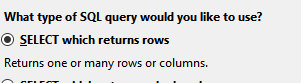 What type of SQL query would you like to use?
SELECT which returns rows
Returns one or many rows or columns.